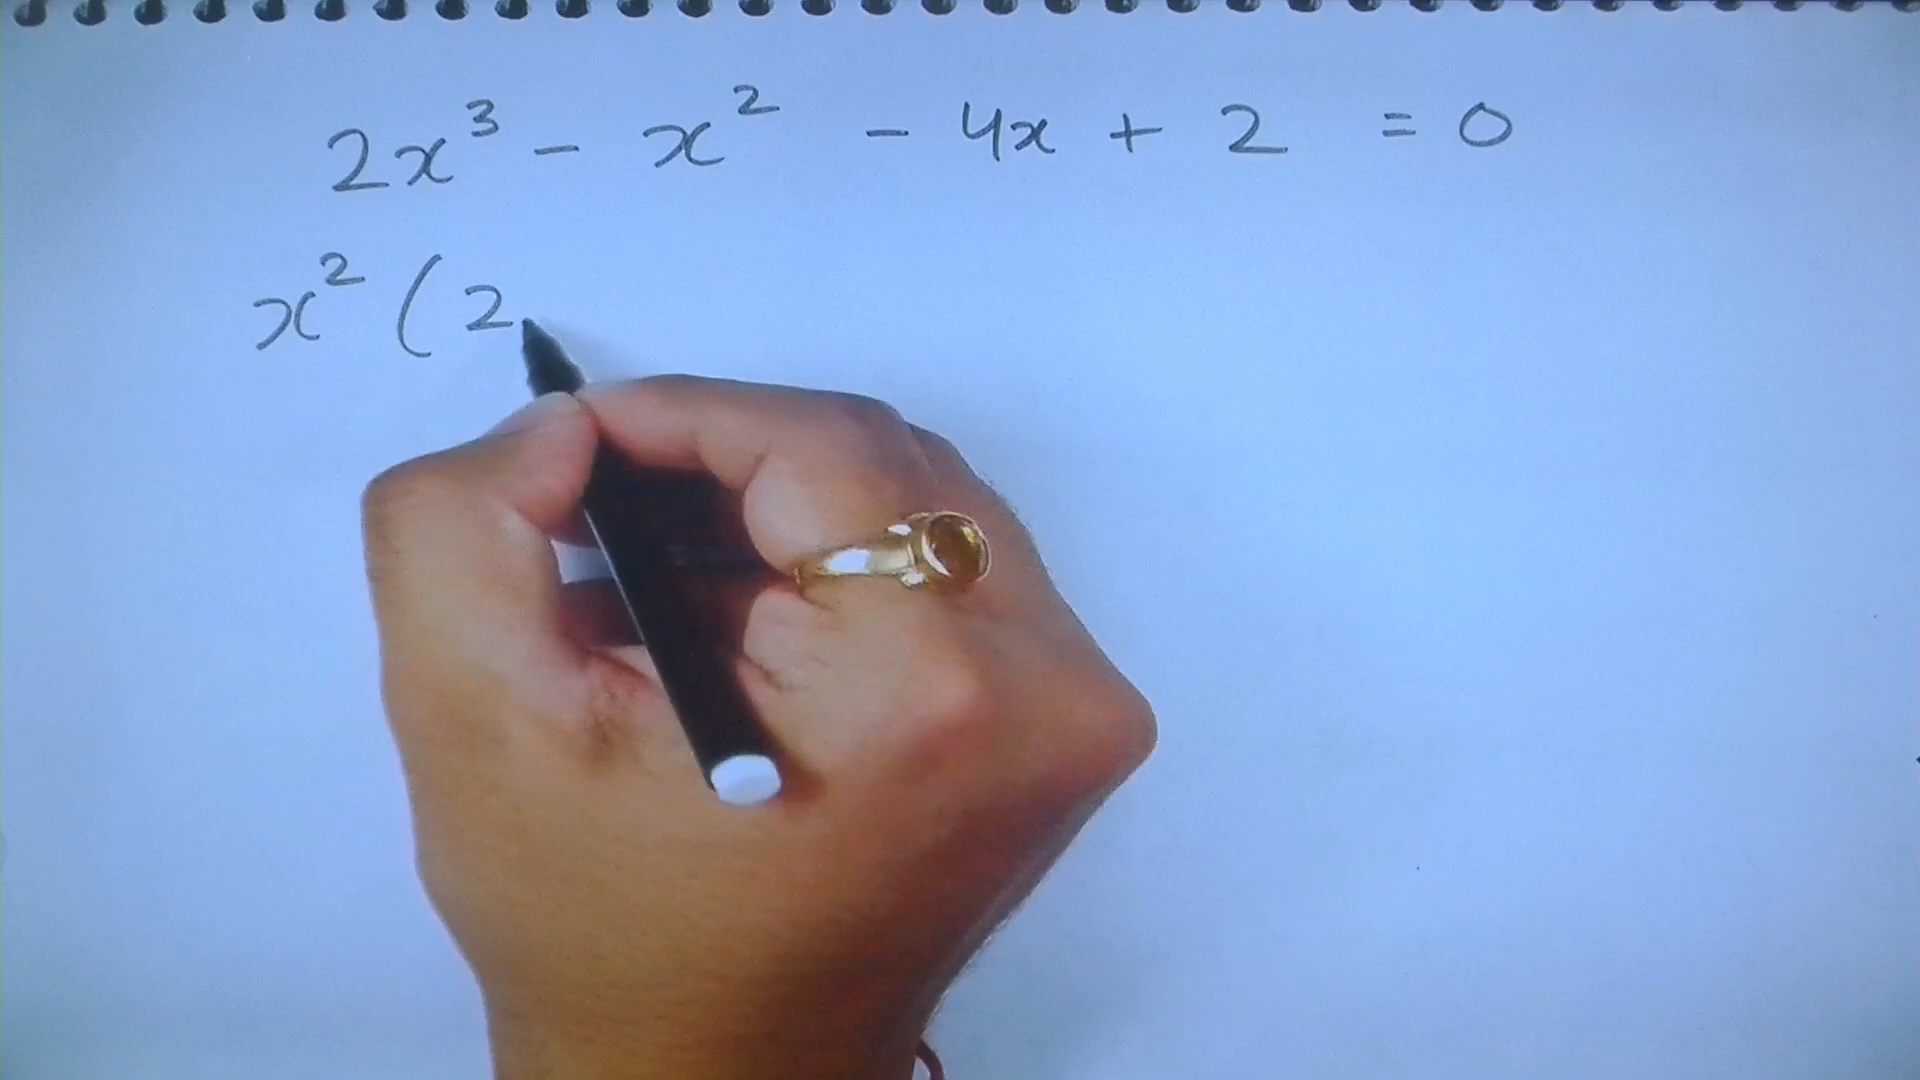 2x³ - x² - 4x + 2 = 0
x² (2